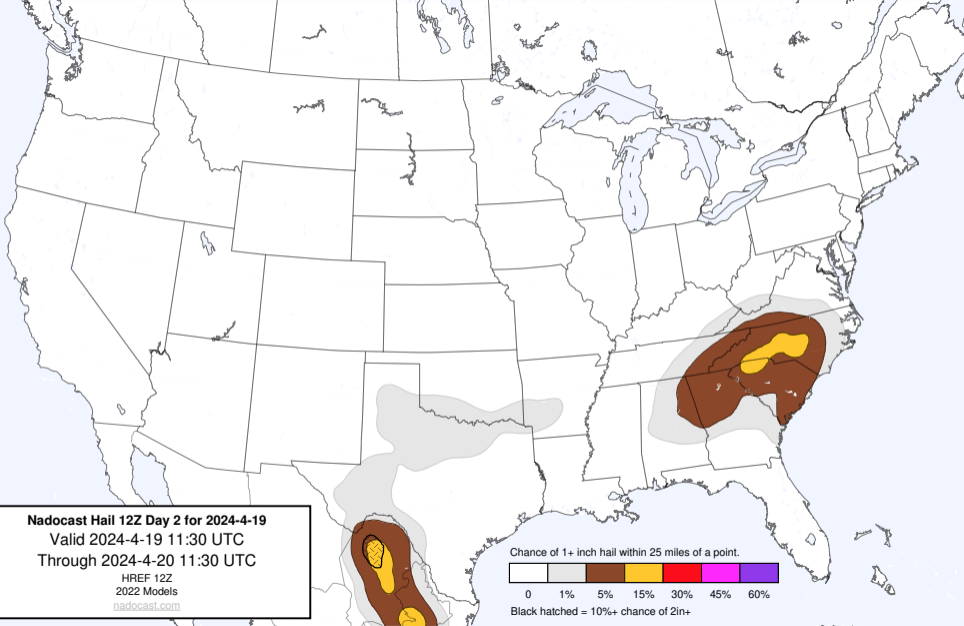 Nadocast Hail 12Z Day 2 for 2024-4-19
Valid 2024-4-19 11:30 UTC
Through 2024-4-20 11:30 UTC
HREF 12Z
2022 Models
nadocast.com
Chance of 1+ inch hail within 25 miles of a point.
0 1% 5% 15% 30% 45% 60%
Black hatched = 10%+ chance of 2in+